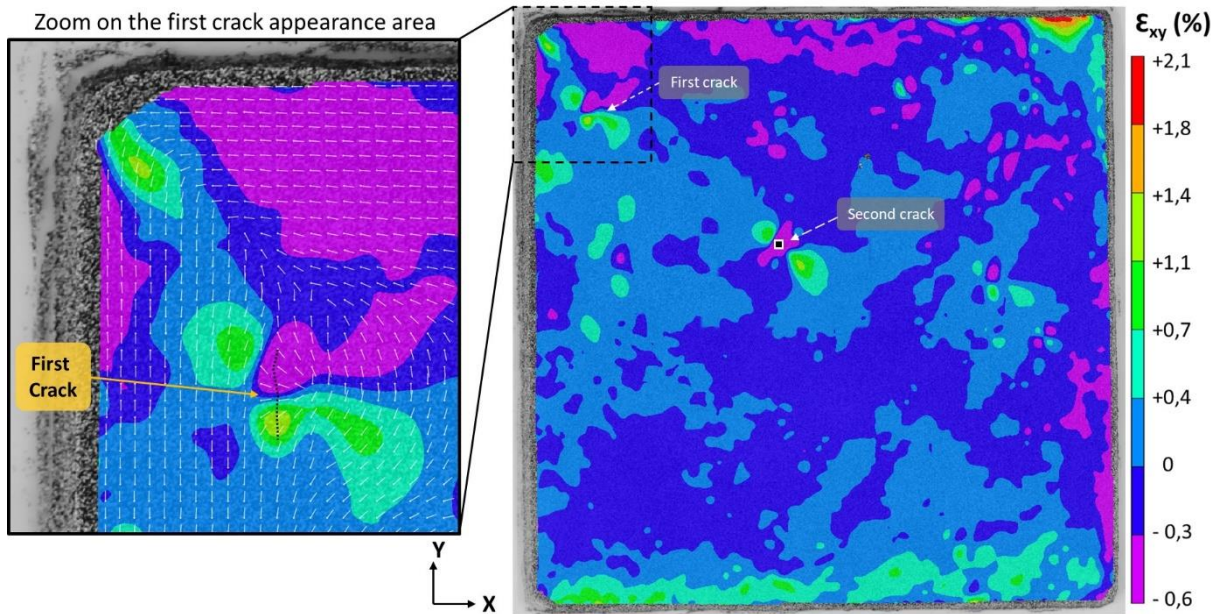 Zoom on the first crack appearance area
First
Crack
Y
X
First crack
Second crack
Ɛxy (%)
+2,1
+1,8
+1,4
+1,1
+0,7
+0,4
0
- 0,3
- 0,6